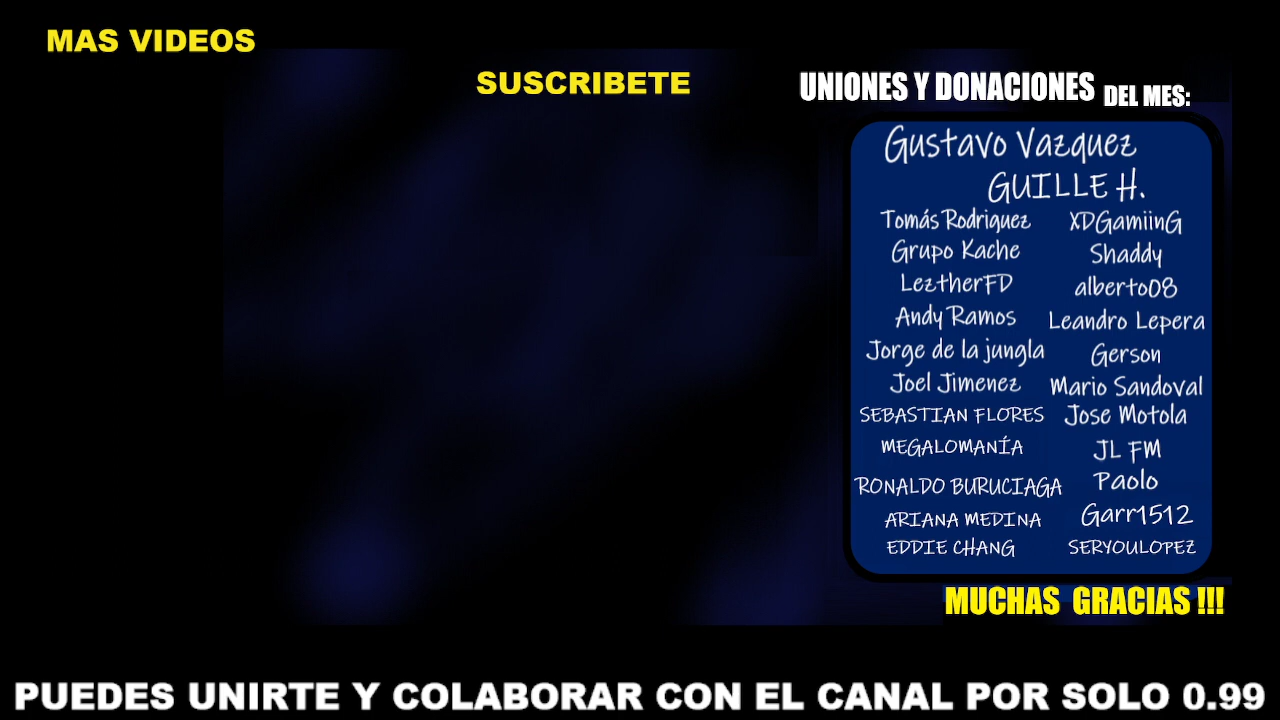 MAS VIDEOS
SUSCRIBETE
UNIONES Y DONACIONES DEL MES:
Gustavo Vazquez
GUILLE H.
Tomás Rodriguez XDGamiinG
Grupo Kache Shaddy
LeztherFD alberto08
Andy Ramos Leandro Lepera
Jorge de la jungla Gerson
Joel Jimenez Mario Sandoval
SEBASTIAN FLORES Jose Motola
MEGALOMANÍA JL FM
RONALDO BURUCIAGA Paolo
ARIANA MEDINA Garr1512
EDDIE CHANG SERYOULOPEZ
MUCHAS GRACIAS !!!
PUEDES UNIRTE Y COLABORAR CON EL CANAL POR SOLO 0.99